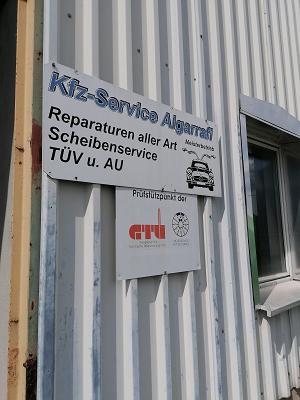 Kfz-Service Algarrafi
Meisterbetrieb
Reparaturen aller Art
Scheibenservice
TÜV u. AU
Prüfstützpunkt der
GTÜ